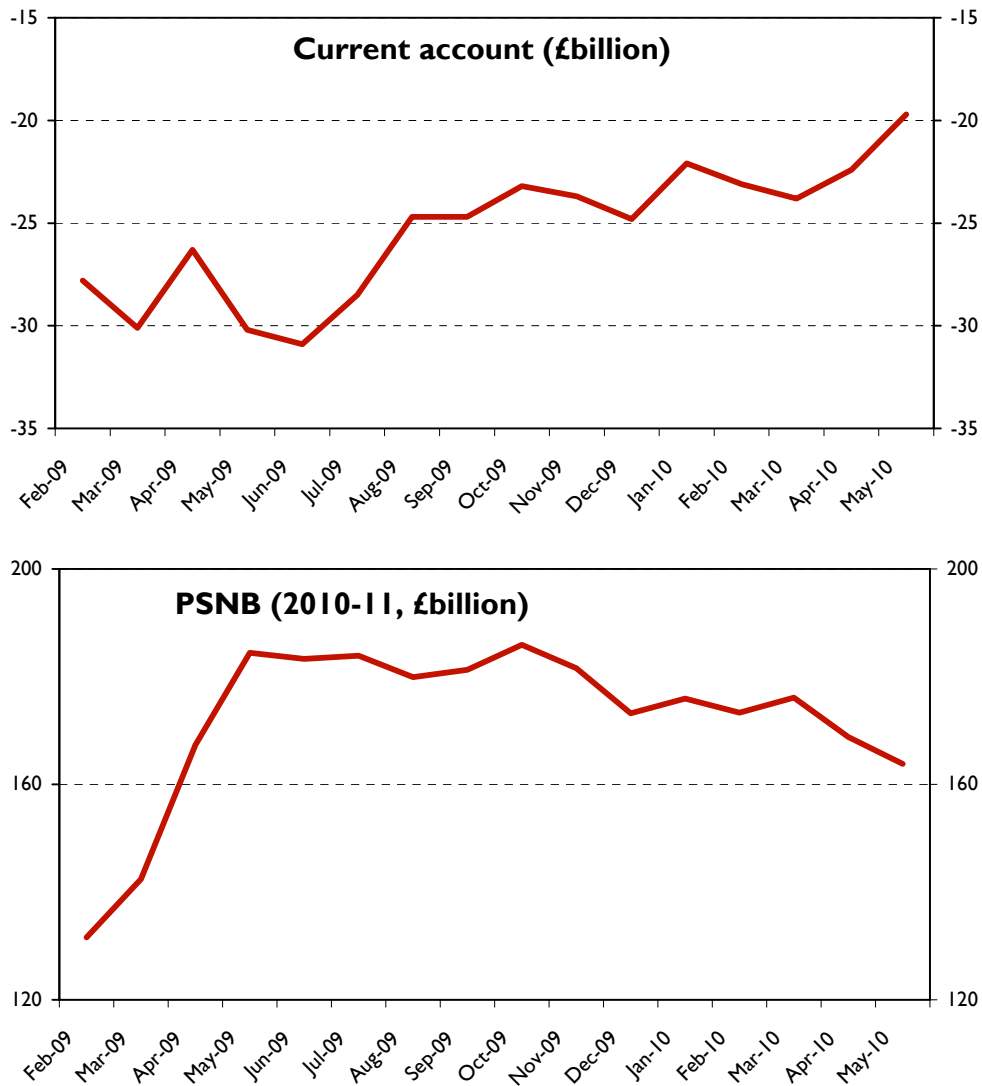 Current account (£billion)
-15 -15
-20 -20
-25 -25
-30 -30
-35 -35
Feb-09 Mar-09 Apr-09 May-09 Jun-09 Jul-09 Aug-09 Sep-09 Oct-09 Nov-09 Dec-09 Jan-10 Feb-10 Mar-10 Apr-10 May-10
PSNB (2010-11, £billion)
200 200
160 160
120 120
Feb-09 Mar-09 Apr-09 May-09 Jun-09 Jul-09 Aug-09 Sep-09 Oct-09 Nov-09 Dec-09 Jan-10 Feb-10 Mar-10 Apr-10 May-10